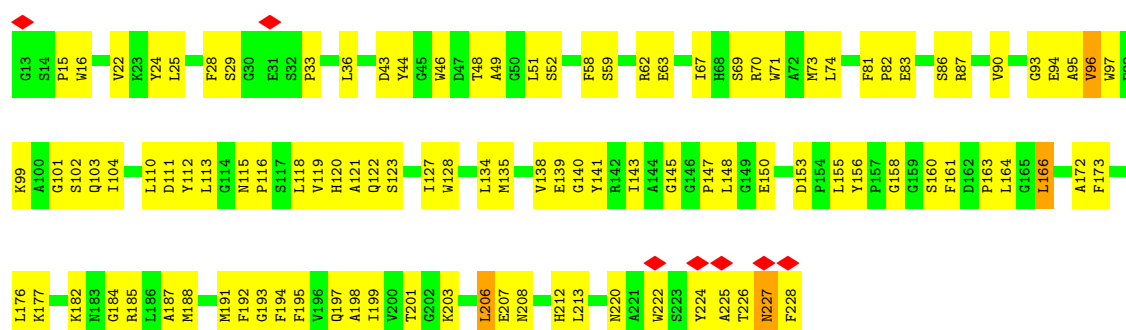 G13 S14 P15 W16 V22 K23 Y24 L25 F28 S29 G30 E31 S32 P33 L36 D43 Y44 G45 W46 D47 T48 A49 G50 L51 S52 F58 S59 R62 E63 I67 H68 S69 R70 W71 A72 M73 L74 F81 P82 E83 S86 R87 V90 G93 E94 A95 V96 W97
K99 A100 G101 S102 Q103 I104 L110 D111 Y112 L113 G114 N115 P116 S117 L118 V119 H120 A121 Q122 S123 I127 W128 L134 M135 V138 E139 G140 Y141 R142 I143 A144 G145 G146 P147 L148 G149 E150 D153 P154 L155 Y156 P157 G158 G159 S160 F161 D162 P163 L164 G165 L166 A172 F173
L176 K177 K182 N183 G184 R185 L186 A187 M188 M191 F192 G193 F194 F195 V196 Q197 A198 I199 V200 T201 G202 K203 L206 E207 N208 H212 L213 N220 A221 W222 S223 Y224 A225 T226 N227 F228